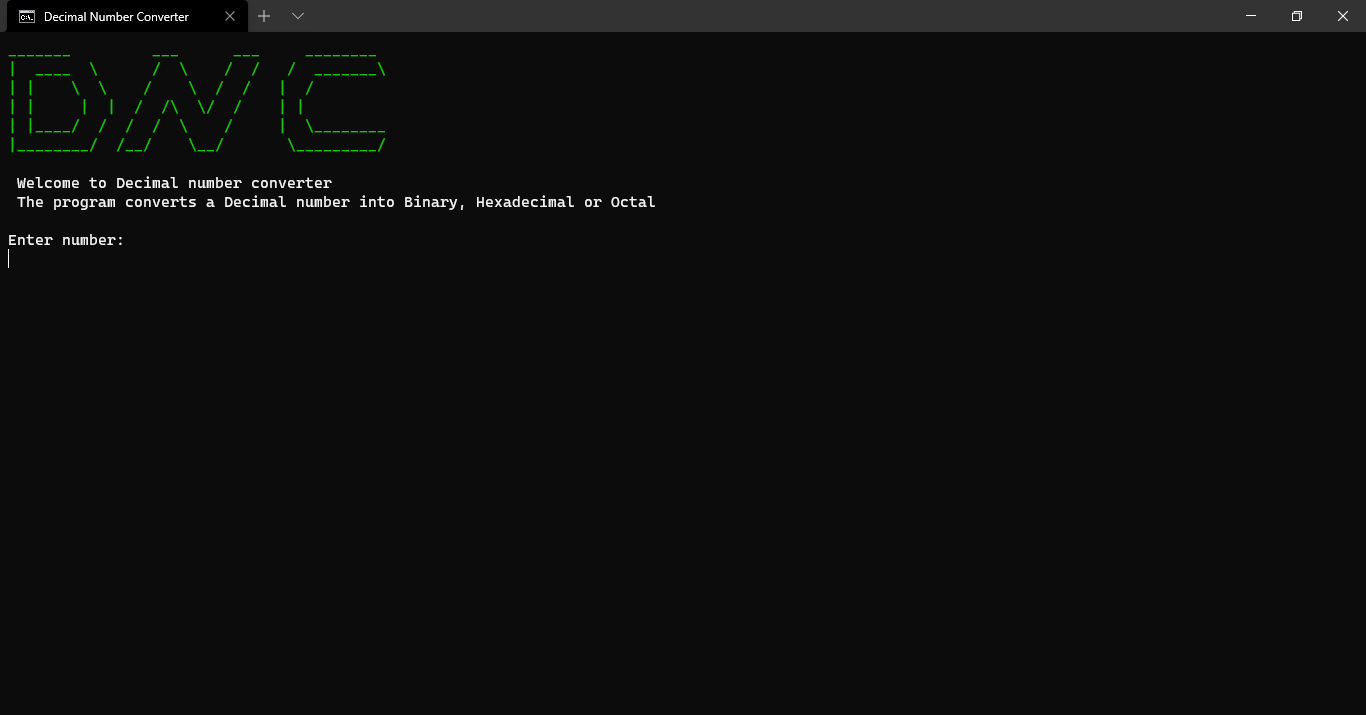 Decimal Number Converter
DNC
Welcome to Decimal number converter
The program converts a Decimal number into Binary, Hexadecimal or Octal
Enter number: